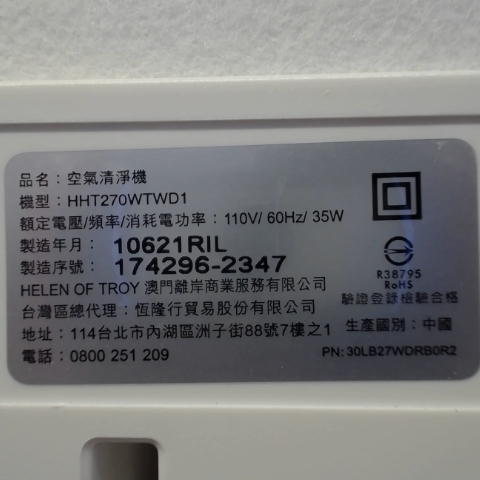 品名：空氣清淨機
機型：HHT270WTWD1
額定電壓/頻率/消耗電功率：110V/ 60Hz/ 35W
製造年月：10621RIL
製造序號：174296-2347
HELEN OF TROY 澳門離岸商業服務有限公司
台灣區總代理：恆隆行貿易股份有限公司
地址：114台北市內湖區洲子街88號7樓之1
電話：0800 251 209
R38795
RoHS
驗證登錄檢驗合格
生產國別：中國
PN: 30LB27WDRB0R2